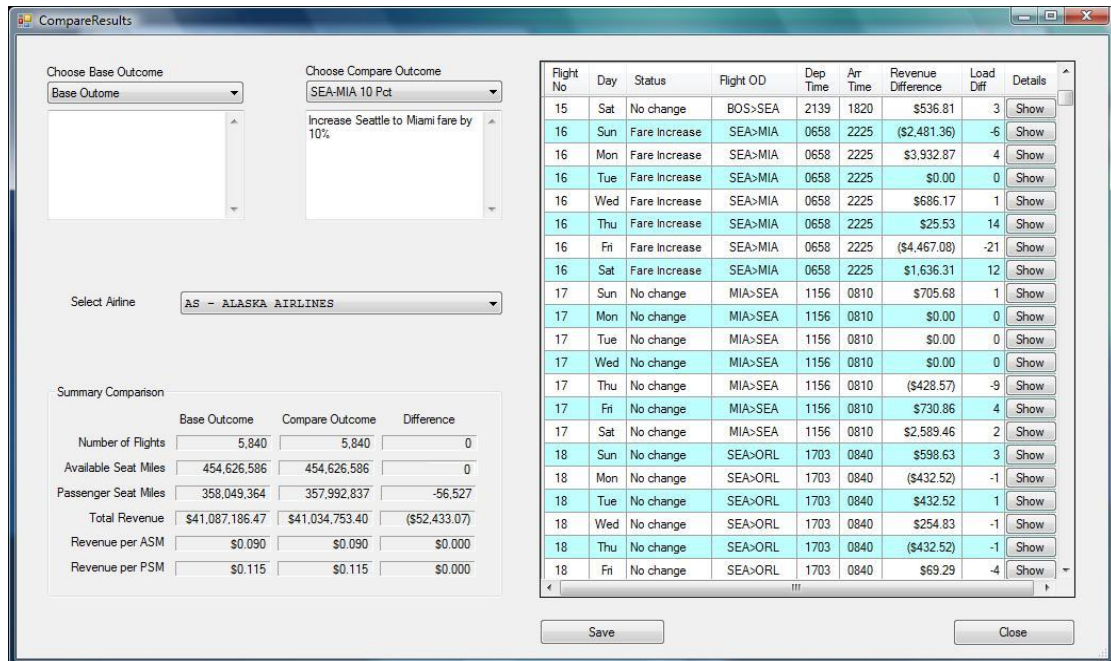 CompareResults
Choose Base Outcome
Base Outome
Choose Compare Outcome
SEA-MIA 10 Pct
Increase Seattle to Miami fare by
10%
Select Airline
AS - ALASKA AIRLINES
Summary Comparison
Base Outcome Compare Outcome Difference
Number of Flights 5,840 5,840 0
Available Seat Miles 454,626,586 454,626,586 0
Passenger Seat Miles 358,049,364 357,992,837 -56,527
Total Revenue $41,087,186.47 $41,034,753.40 ($52,433.07)
Revenue per ASM $0.090 $0.090 $0.000
Revenue per PSM $0.115 $0.115 $0.000
Flight No Day Status Flight OD Dep Time Arr Time Revenue Difference Load Diff Details
15 Sat No change BOS>SEA 2139 1820 $536.81 3 Show
16 Sun Fare Increase SEA>MIA 0658 2225 ($2,481.36) -6 Show
16 Mon Fare Increase SEA>MIA 0658 2225 $3,932.87 4 Show
16 Tue Fare Increase SEA>MIA 0658 2225 $0.00 0 Show
16 Wed Fare Increase SEA>MIA 0658 2225 $686.17 1 Show
16 Thu Fare Increase SEA>MIA 0658 2225 $25.53 14 Show
16 Fri Fare Increase SEA>MIA 0658 2225 ($4,467.08) -21 Show
16 Sat Fare Increase SEA>MIA 0658 2225 $1,636.31 12 Show
17 Sun No change MIA>SEA 1156 0810 $705.68 1 Show
17 Mon No change MIA>SEA 1156 0810 $0.00 0 Show
17 Tue No change MIA>SEA 1156 0810 $0.00 0 Show
17 Wed No change MIA>SEA 1156 0810 $0.00 0 Show
17 Thu No change MIA>SEA 1156 0810 ($428.57) -9 Show
17 Fri No change MIA>SEA 1156 0810 $730.86 4 Show
17 Sat No change MIA>SEA 1156 0810 $2,589.46 2 Show
18 Sun No change SEA>ORL 1703 0840 $598.63 3 Show
18 Mon No change SEA>ORL 1703 0840 ($432.52) -1 Show
18 Tue No change SEA>ORL 1703 0840 $432.52 1 Show
18 Wed No change SEA>ORL 1703 0840 $254.83 -1 Show
18 Thu No change SEA>ORL 1703 0840 ($432.52) -1 Show
18 Fri No change SEA>ORL 1703 0840 $69.29 -4 Show
Save
Close